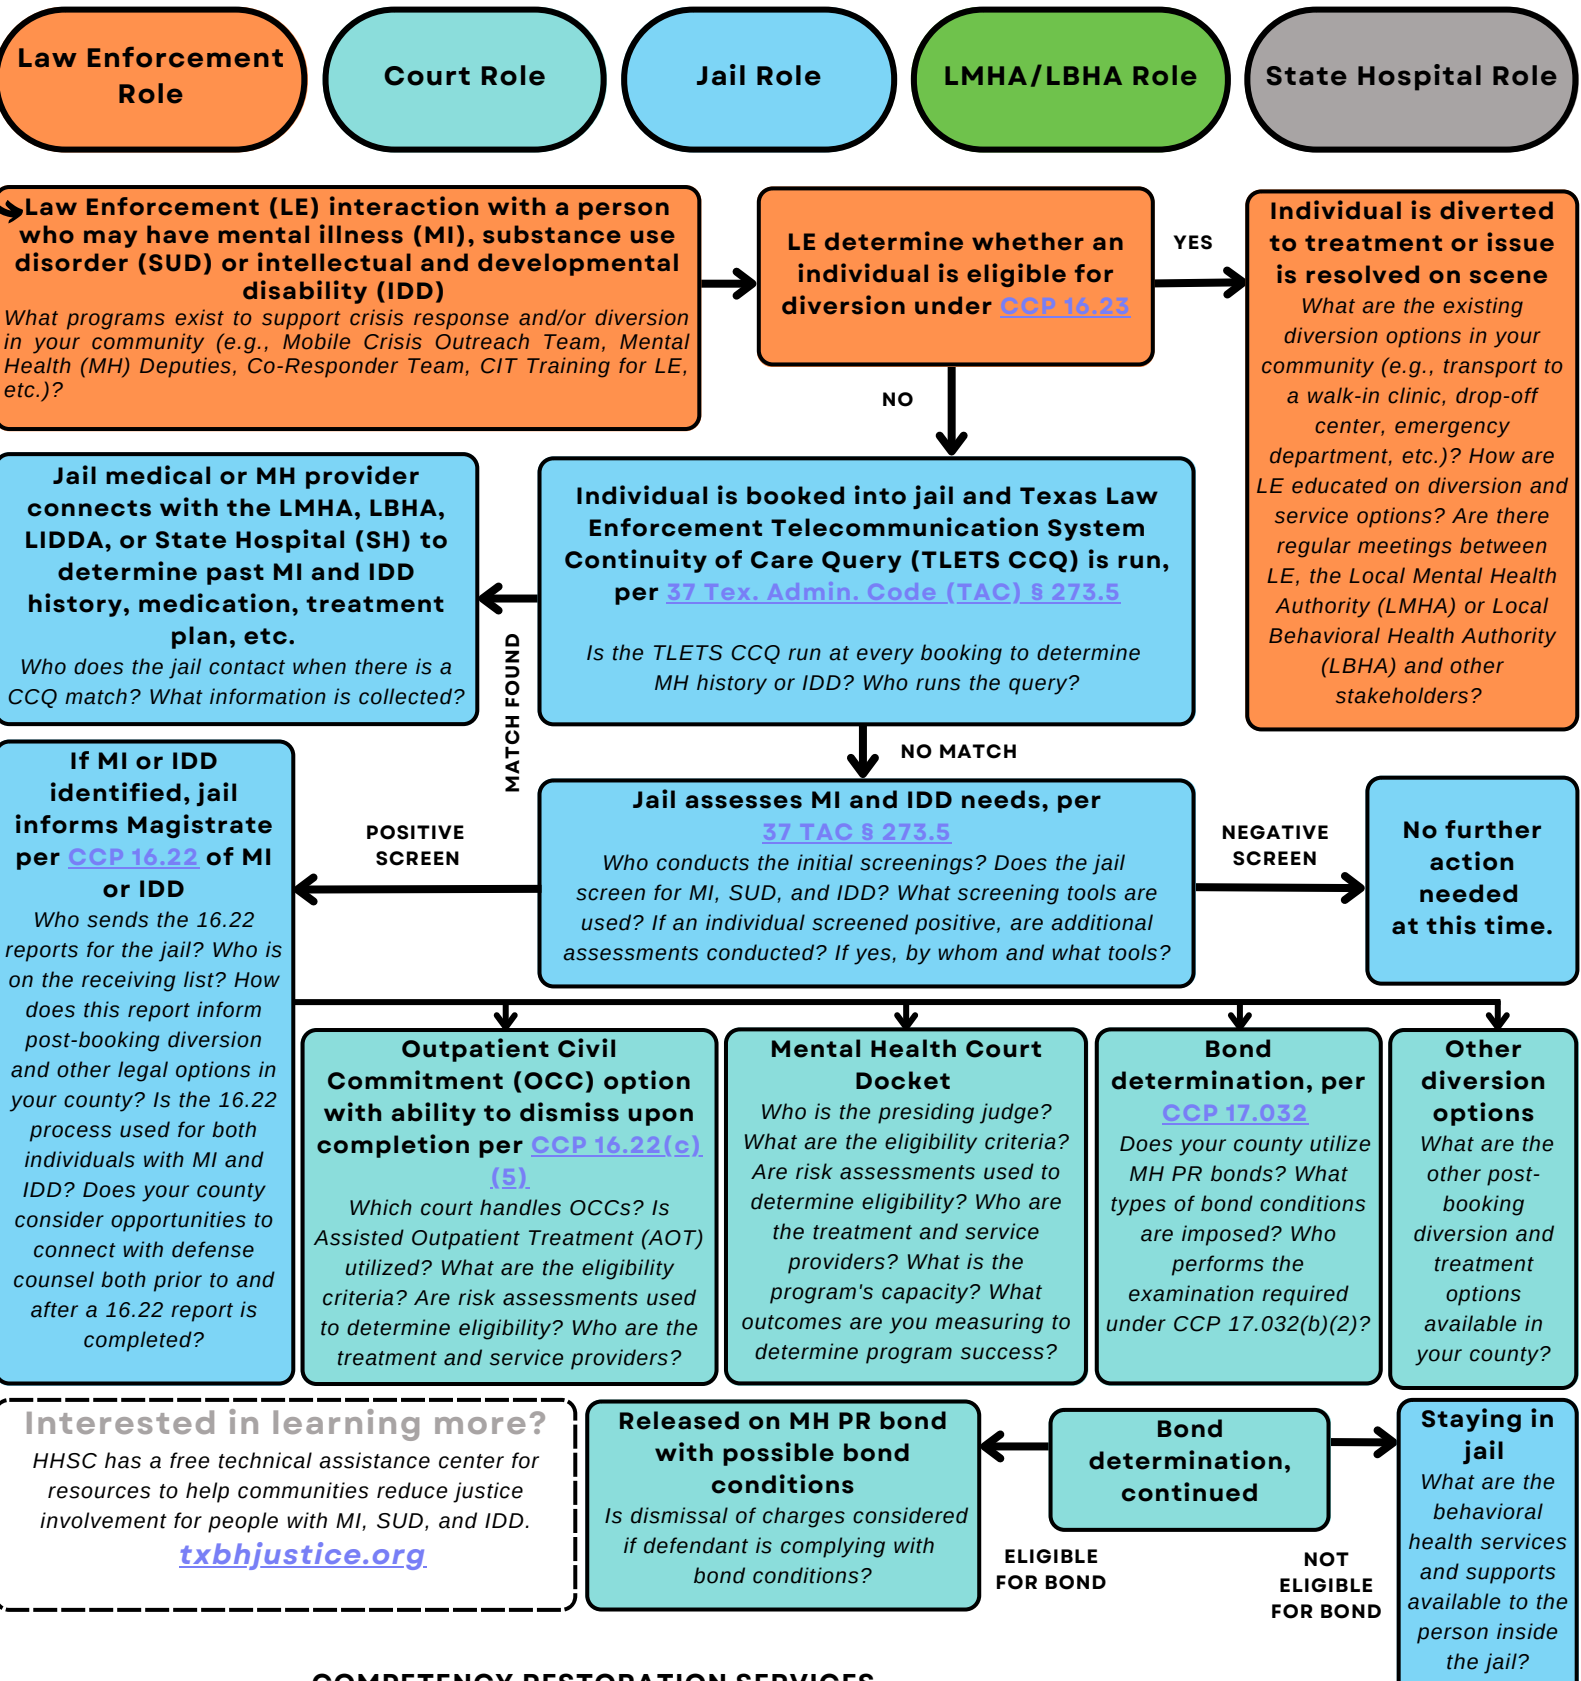 Law Enforcement
Role
Court Role
Jail Role
LMHA/LBHA Role
State Hospital Role
Law Enforcement (LE) interaction with a person
who may have mental illness (MI), substance use
disorder (SUD) or intellectual and developmental
disability (IDD)
What programs exist to support crisis response and/or diversion
in your community (e.g., Mobile Crisis Outreach Team, Mental
Health (MH) Deputies, Co-Responder Team, CIT Training for LE,
etc.)?
LE determine whether an
individual is eligible for
diversion under CCP 16.23
YES
NO
Individual is diverted
to treatment or issue
is resolved on scene
What are the existing
diversion options in your
community (e.g., transport to
a walk-in clinic, drop-off
center, emergency
department, etc.)? How are
LE educated on diversion and
service options? Are there
regular meetings between
LE, the Local Mental Health
Authority (LMHA) or Local
Behavioral Health Authority
(LBHA) and other
stakeholders?
Jail medical or MH provider
connects with the LMHA, LBHA,
LIDDA, or State Hospital (SH) to
determine past MI and IDD
history, medication, treatment
plan, etc.
Who does the jail contact when there is a
CCQ match? What information is collected?
MATCH FOUND
Individual is booked into jail and Texas Law
Enforcement Telecommunication System
Continuity of Care Query (TLETS CCQ) is run,
per 37 Tex. Admin. Code (TAC) § 273.5
Is the TLETS CCQ run at every booking to determine
MH history or IDD? Who runs the query?
NO MATCH
If MI or IDD
identified, jail
informs Magistrate
per CCP 16.22 of MI
or IDD
Who sends the 16.22
reports for the jail? Who is
on the receiving list? How
does this report inform
post-booking diversion
and other legal options in
your county? Is the 16.22
process used for both
individuals with MI and
IDD? Does your county
consider opportunities to
connect with defense
counsel both prior to and
after a 16.22 report is
completed?
POSITIVE
SCREEN
Jail assesses MI and IDD needs, per
37 TAC § 273.5
Who conducts the initial screenings? Does the jail
screen for MI, SUD, and IDD? What screening tools are
used? If an individual screened positive, are additional
assessments conducted? If yes, by whom and what tools?
NEGATIVE
SCREEN
No further
action
needed
at this time.
Outpatient Civil
Commitment (OCC) option
with ability to dismiss upon
completion per CCP 16.22(c)
(5)
Which court handles OCCs? Is
Assisted Outpatient Treatment (AOT)
utilized? What are the eligibility
criteria? Are risk assessments used
to determine eligibility? Who are the
treatment and service providers?
Mental Health Court
Docket
Who is the presiding judge?
What are the eligibility criteria?
Are risk assessments used to
determine eligibility? Who are
the treatment and service
providers? What is the
program's capacity? What
outcomes are you measuring to
determine program success?
Bond
determination, per
CCP 17.032
Does your county utilize
MH PR bonds? What
types of bond conditions
are imposed? Who
performs the
examination required
under CCP 17.032(b)(2)?
Other
diversion
options
What are the
other post-
booking
diversion and
treatment
options
available in
your county?
Interested in learning more?
HHSC has a free technical assistance center for
resources to help communities reduce justice
involvement for people with MI, SUD, and IDD.
txbhjustice.org
Released on MH PR bond
with possible bond
conditions
Is dismissal of charges considered
if defendant is complying with
bond conditions?
Bond
determination,
continued
ELIGIBLE
FOR BOND
NOT
ELIGIBLE
FOR BOND
Staying in
jail
What are the
behavioral
health services
and supports
available to the
person inside
the jail?
COMPETENCY RESTORATION SERVICES